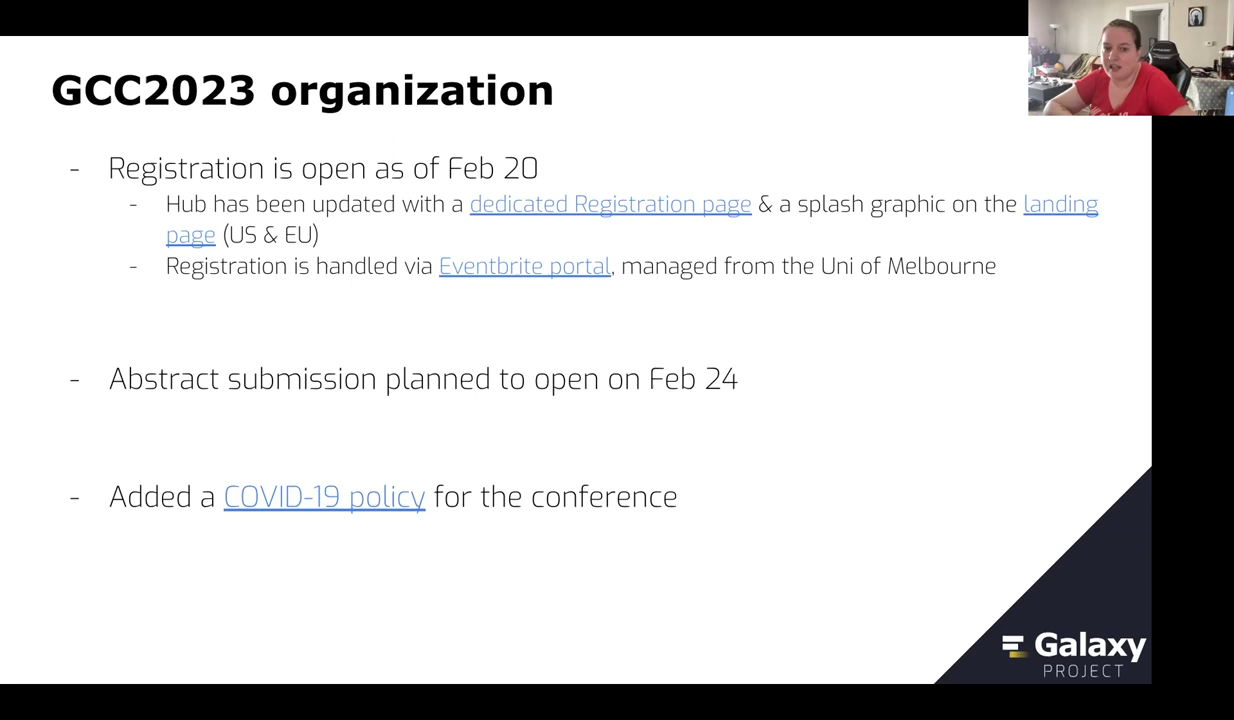 GCC2023 organization
- Registration is open as of Feb 20
- Hub has been updated with a dedicated Registration page & a splash graphic on the landing
page (US & EU)
- Registration is handled via Eventbrite portal, managed from the Uni of Melbourne
- Abstract submission planned to open on Feb 24
- Added a COVID-19 policy for the conference
Galaxy
PROJECT